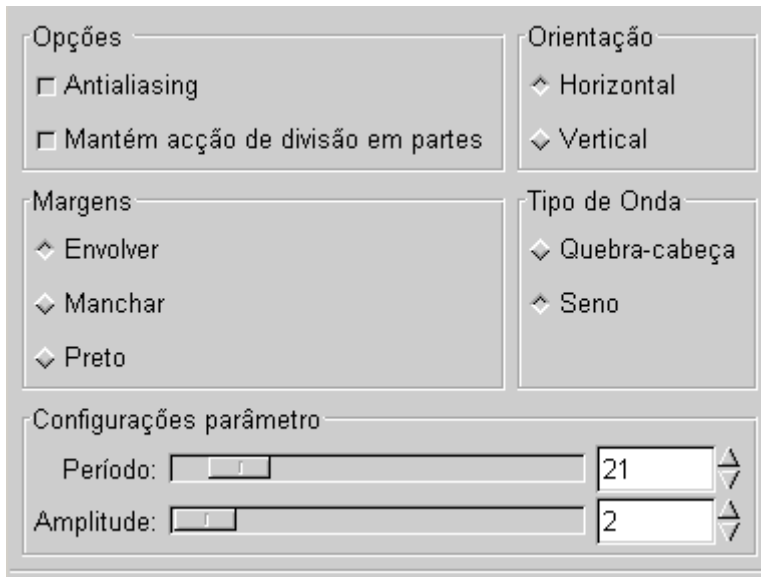 Opções
Antialiasing
Mantém acção de divisão em partes
Orientação
Horizontal
Vertical
Margens
Envolver
Manchar
Preto
Tipo de Onda
Quebra-cabeça
Seno
Configurações parâmetro
Período: 21
Amplitude: 2